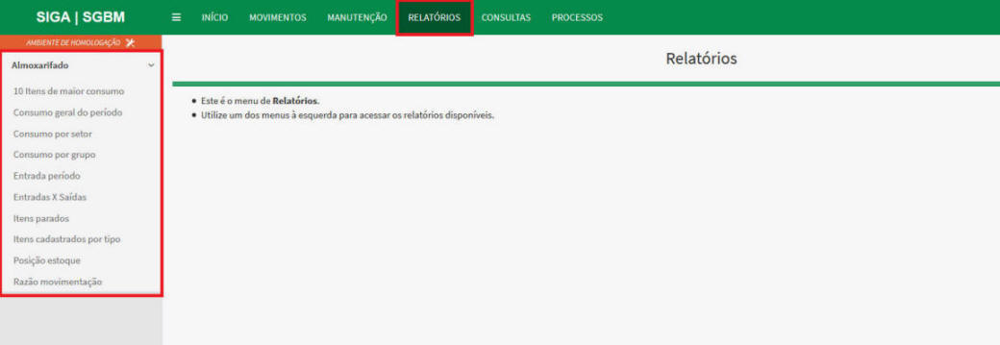 SIGA | SGBM
INÍCIO MOVIMENTOS MANUTENÇÃO RELATÓRIOS CONSULTAS PROCESSOS
AMBIENTE DE HOMOLOGAÇÃO
Almoxarifado
10 Itens de maior consumo
Consumo geral do período
Consumo por setor
Consumo por grupo
Entrada período
Entradas X Saídas
Itens parados
Itens cadastrados por tipo
Posição estoque
Razão movimentação
Relatórios
• Este é o menu de Relatórios.
• Utilize um dos menus à esquerda para acessar os relatórios disponíveis.